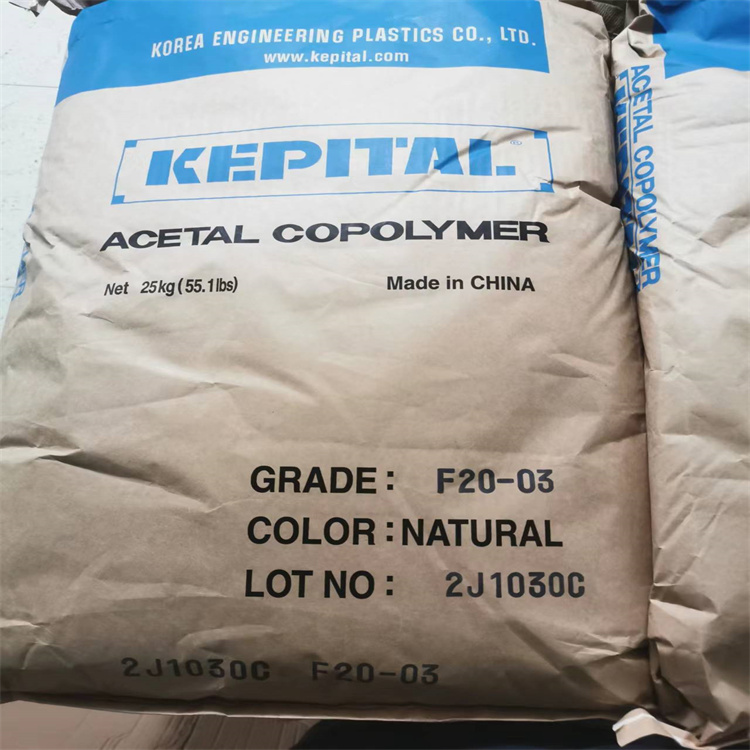 KOREA ENGINEERING PLASTICS CO., LTD.
www.kepital.com
KEPITAL
ACETAL COPOLYMER
Net 25kg (55.1lbs)
Made in CHINA
GRADE: F20-03
COLOR: NATURAL
LOT NO: 2J1030C
2J1030C F20-03
ACETAL COPOLYMER